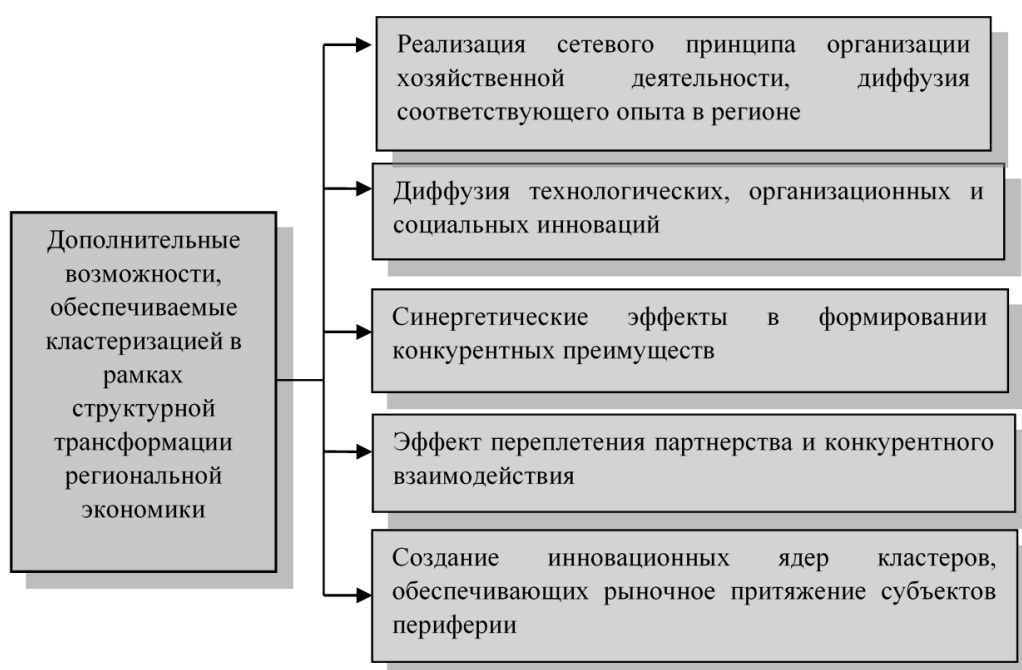 Дополнительные
возможности,
обеспечиваемые
кластеризацией в
рамках
структурной
трансформации
региональной
экономики
Реализация сетевого принципа организации
хозяйственной деятельности, диффузия
соответствующего опыта в регионе
Диффузия технологических, организационных и
социальных инноваций
Синергетические эффекты в формировании
конкурентных преимуществ
Эффект переплетения партнерства и конкурентного
взаимодействия
Создание инновационных ядер кластеров,
обеспечивающих рыночное притяжение субъектов
периферии